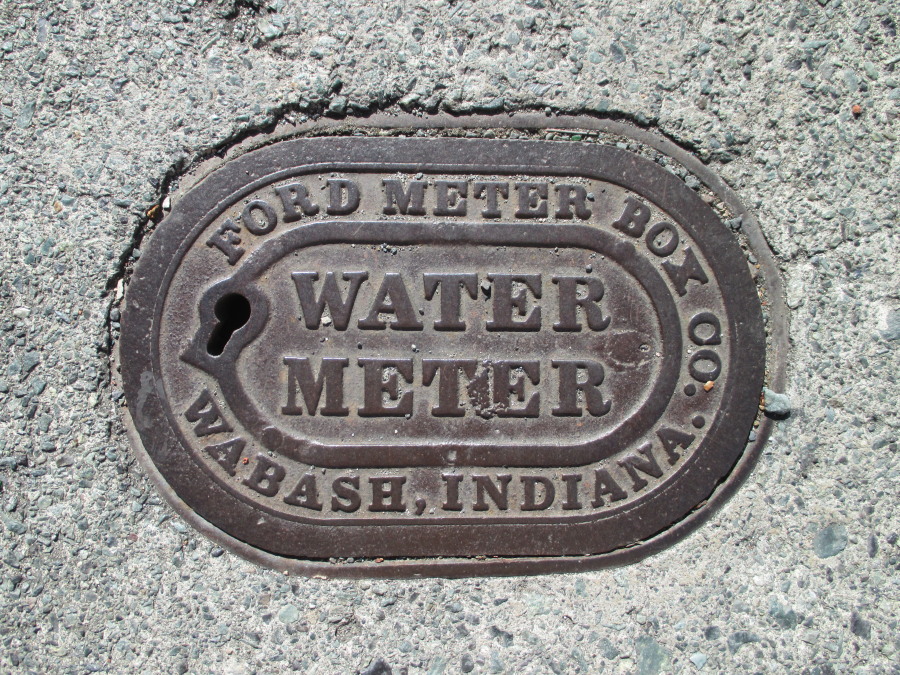 FORD METER BOX CO.
WATER
METER
WABASH, INDIANA.